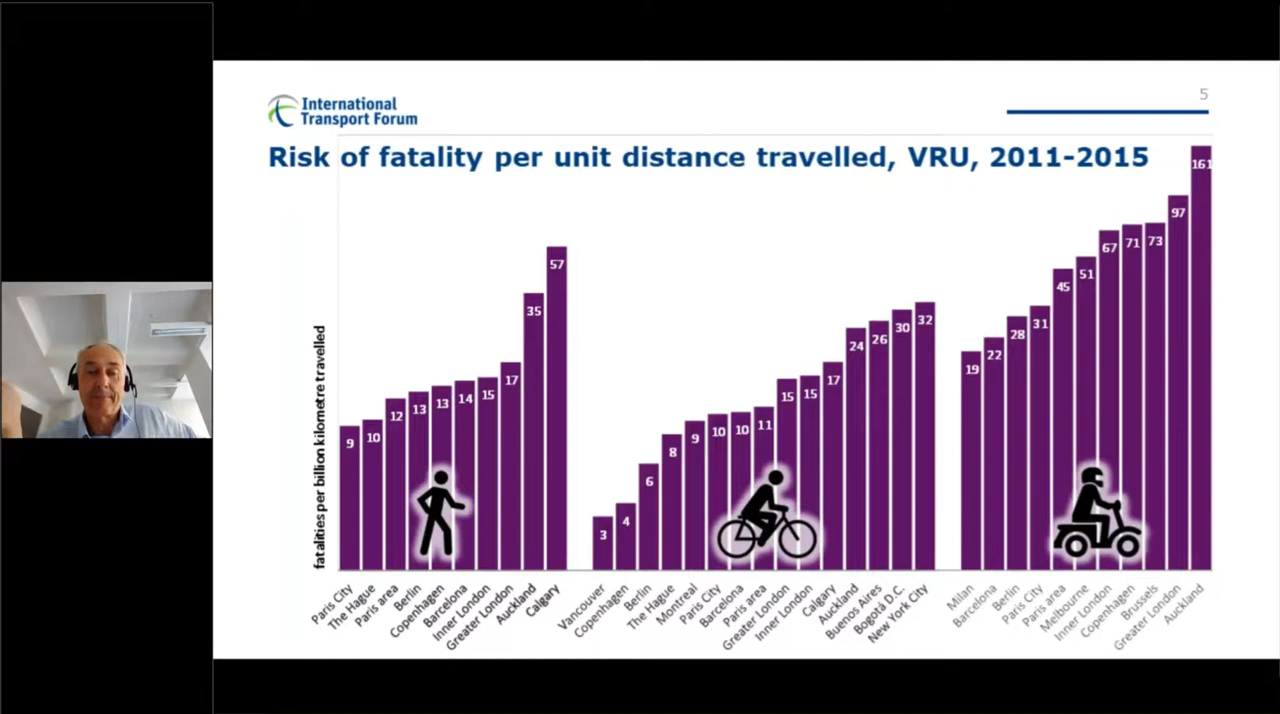 International
Transport Forum
5
Risk of fatality per unit distance travelled, VRU, 2011-2015
fatalities per billion kilometre travelled
9
10
12
13
13
14
15
17
35
57
3
4
6
8
9
10
10
11
15
15
17
24
26
30
32
19
22
28
31
45
51
67
71
73
97
161
Paris City
The Hague
Paris area
Berlin
Copenhagen
Barcelona
Inner London
Greater London
Auckland
Calgary
Vancouver
Copenhagen
Berlin
The Hague
Montreal
Paris City
Barcelona
Paris area
Greater London
Inner London
Calgary
Auckland
Buenos Aires
Bogotá D.C.
New York City
Milan
Barcelona
Berlin
Paris City
Paris area
Melbourne
Inner London
Copenhagen
Brussels
Greater London
Auckland